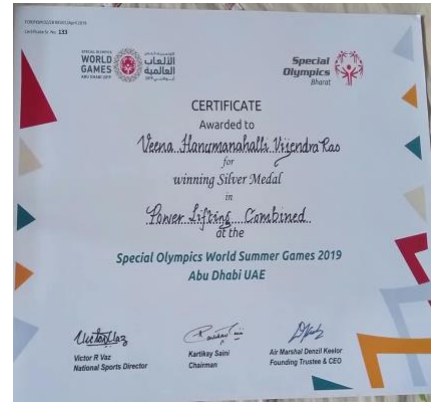 Certificate Sr. No. 133
SPECIAL OLYMPICS
WORLD
GAMES
ABU DHABI 2019
الألعاب
العالمية
Special
Olympics
Bharat
CERTIFICATE
Awarded to
Veena Hanumanahalli Vijendra Rao
for
winning Silver Medal
in
Power Lifting Combined
at the
Special Olympics World Summer Games 2019
Abu Dhabi UAE
Victor R Vaz
National Sports Director
Kartikay Saini
Chairman
Air Marshal Denzil Keelor
Founding Trustee & CEO